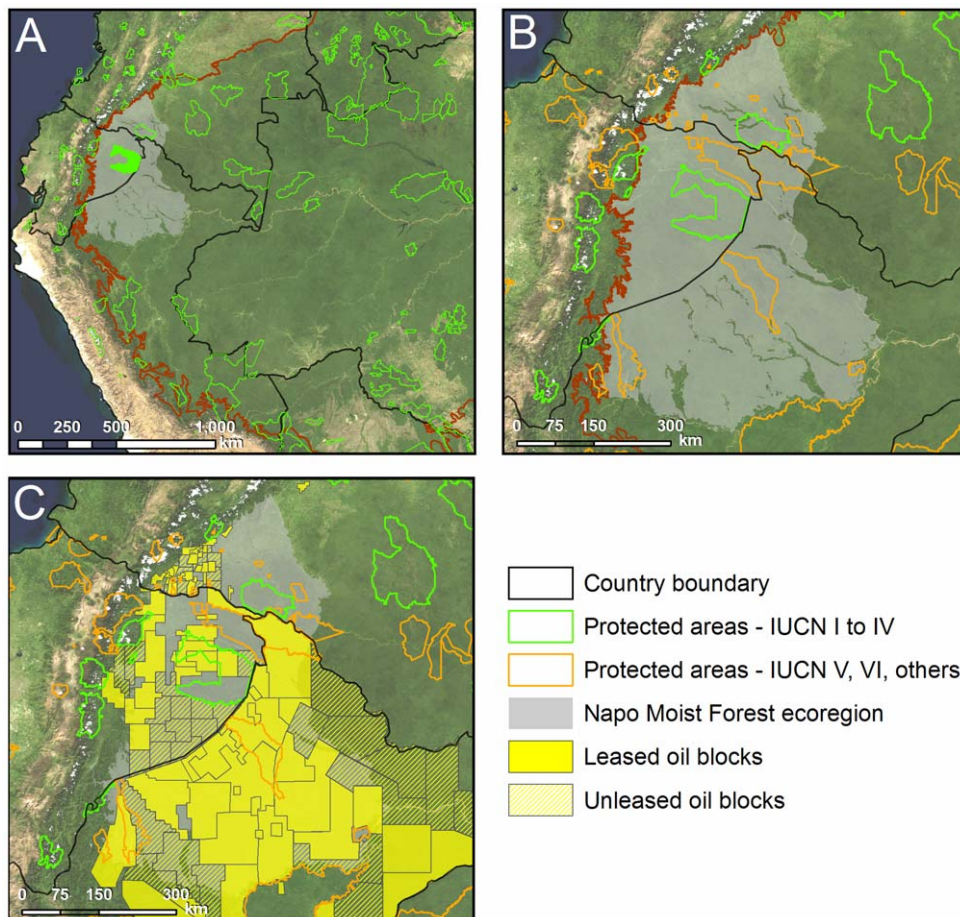 A
0 250 500 1,000
km
B
0 75 150 300
km
C
0 75 150 300
km
Country boundary
Protected areas - IUCN I to IV
Protected areas - IUCN V, VI, others
Napo Moist Forest ecoregion
Leased oil blocks
Unleased oil blocks